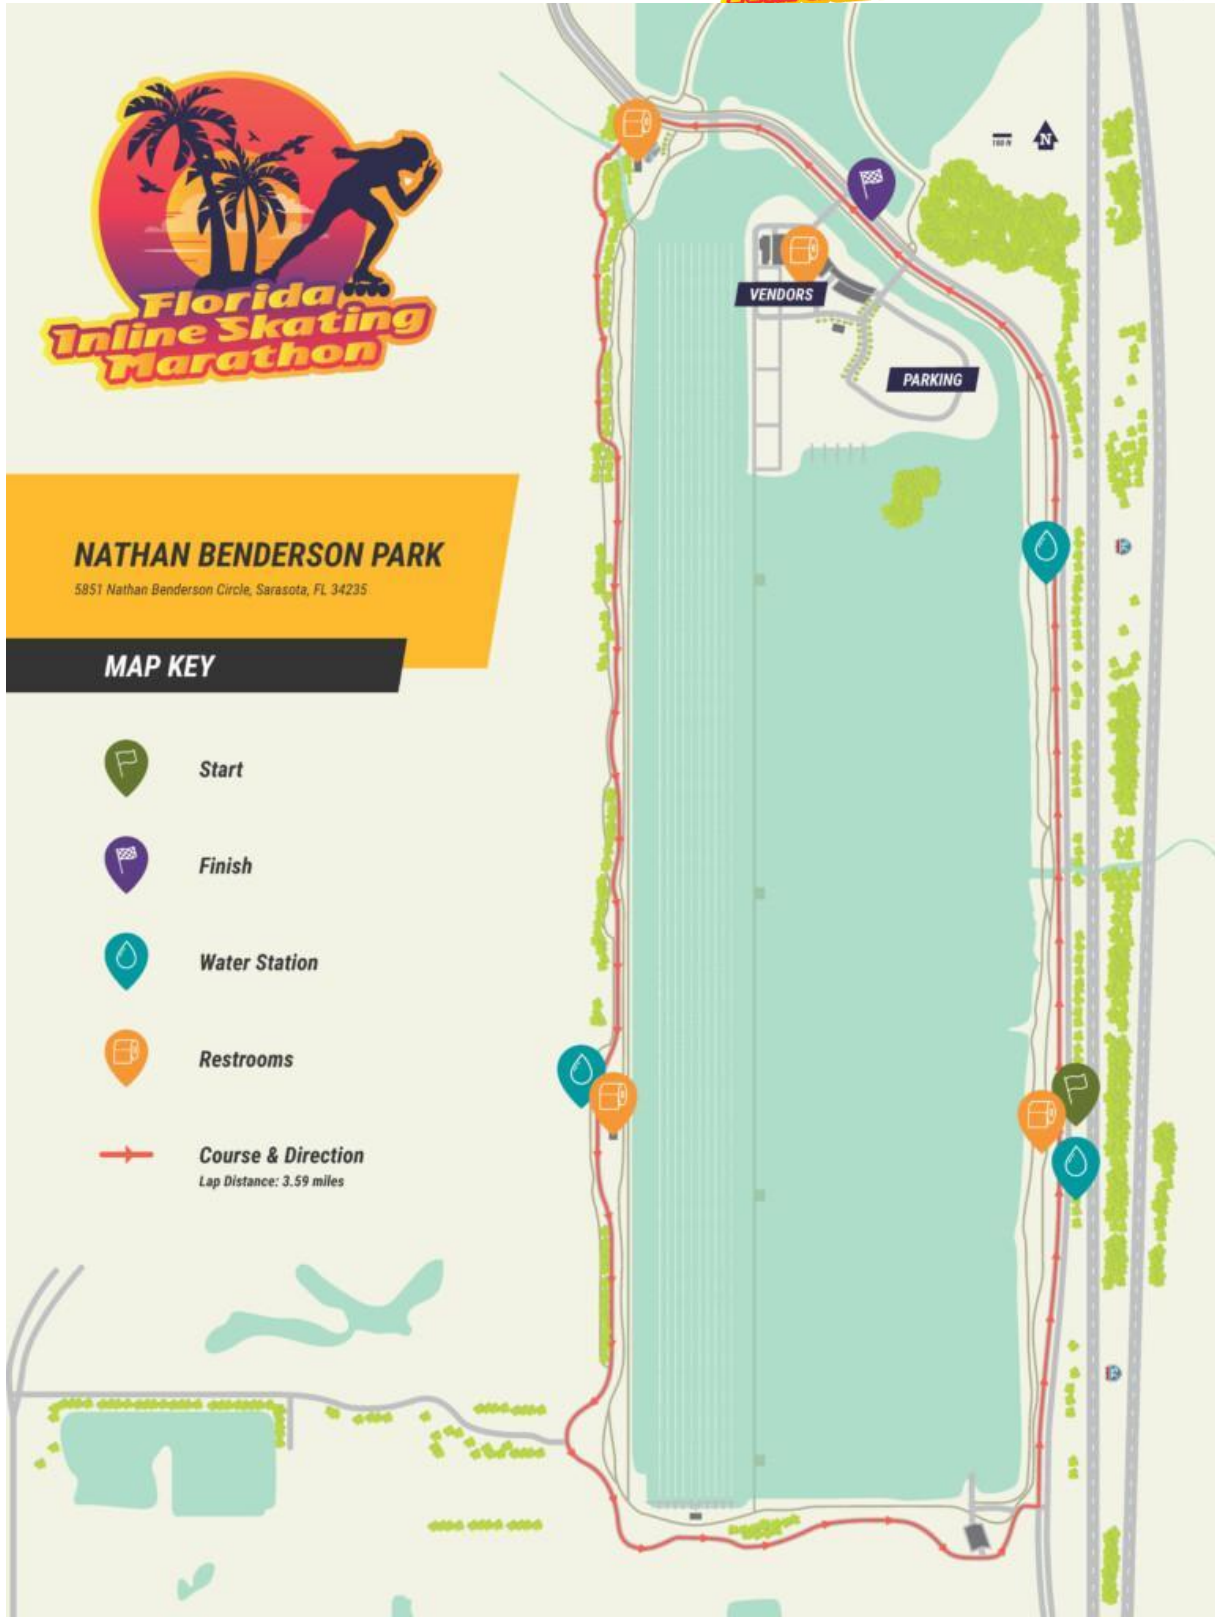 Florida
Inline Skating
Marathon
NATHAN BENDERSON PARK
5851 Nathan Benderson Circle, Sarasota, FL 34235
MAP KEY
Start
Finish
Water Station
Restrooms
Course & Direction
Lap Distance: 3.59 miles
N
VENDORS
PARKING